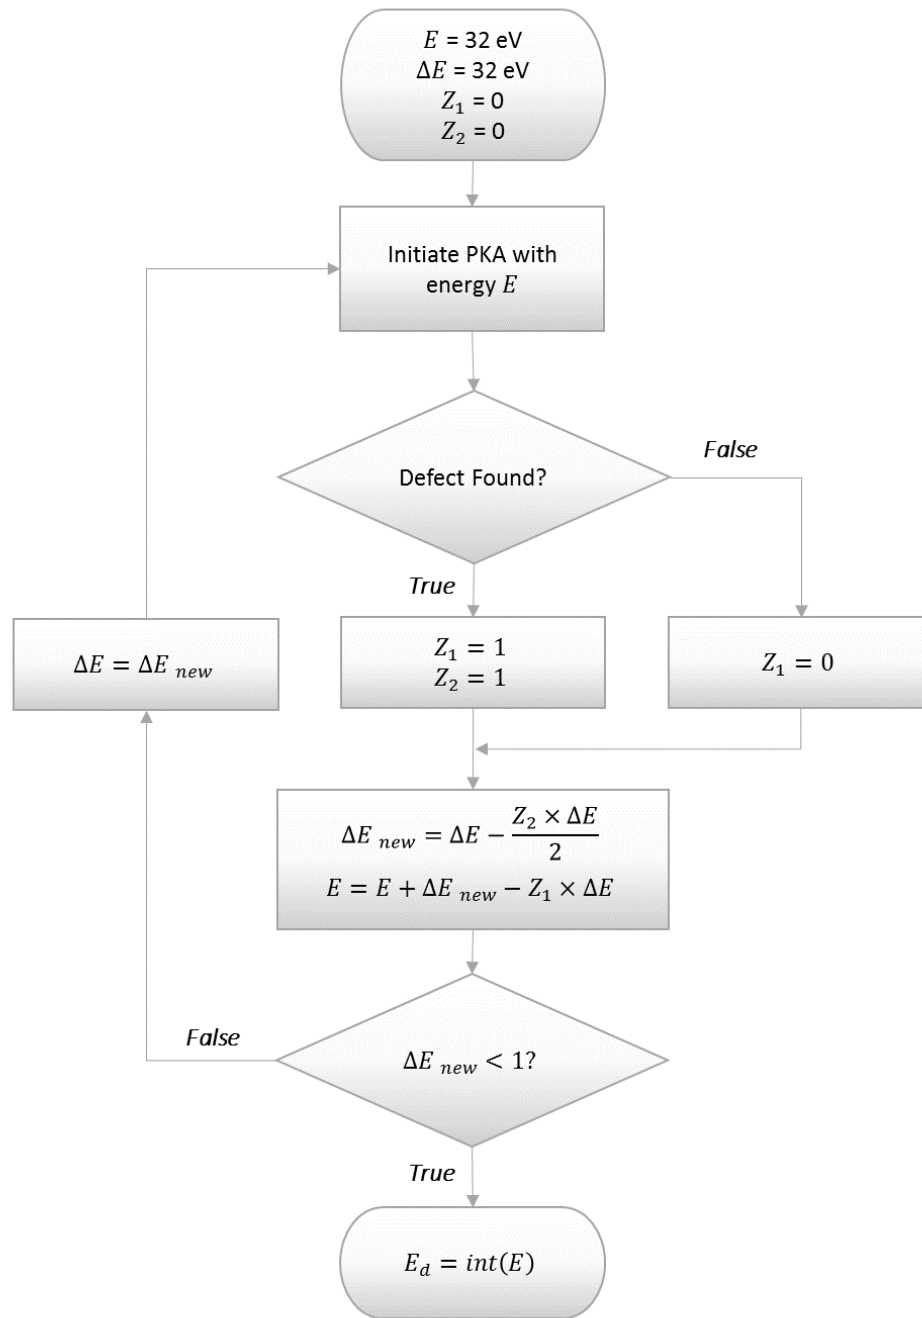 E = 32 eV
ΔE = 32 eV
Z₁ = 0
Z₂ = 0
Initiate PKA with
energy E
Defect Found?
False
True
Z₁ = 1
Z₂ = 1
Z₁ = 0
ΔE = ΔE new
ΔE new = ΔE − (Z₂ × ΔE)/2
E = E + ΔE new − Z₁ × ΔE
False
ΔE new < 1?
True
E_d = int(E)